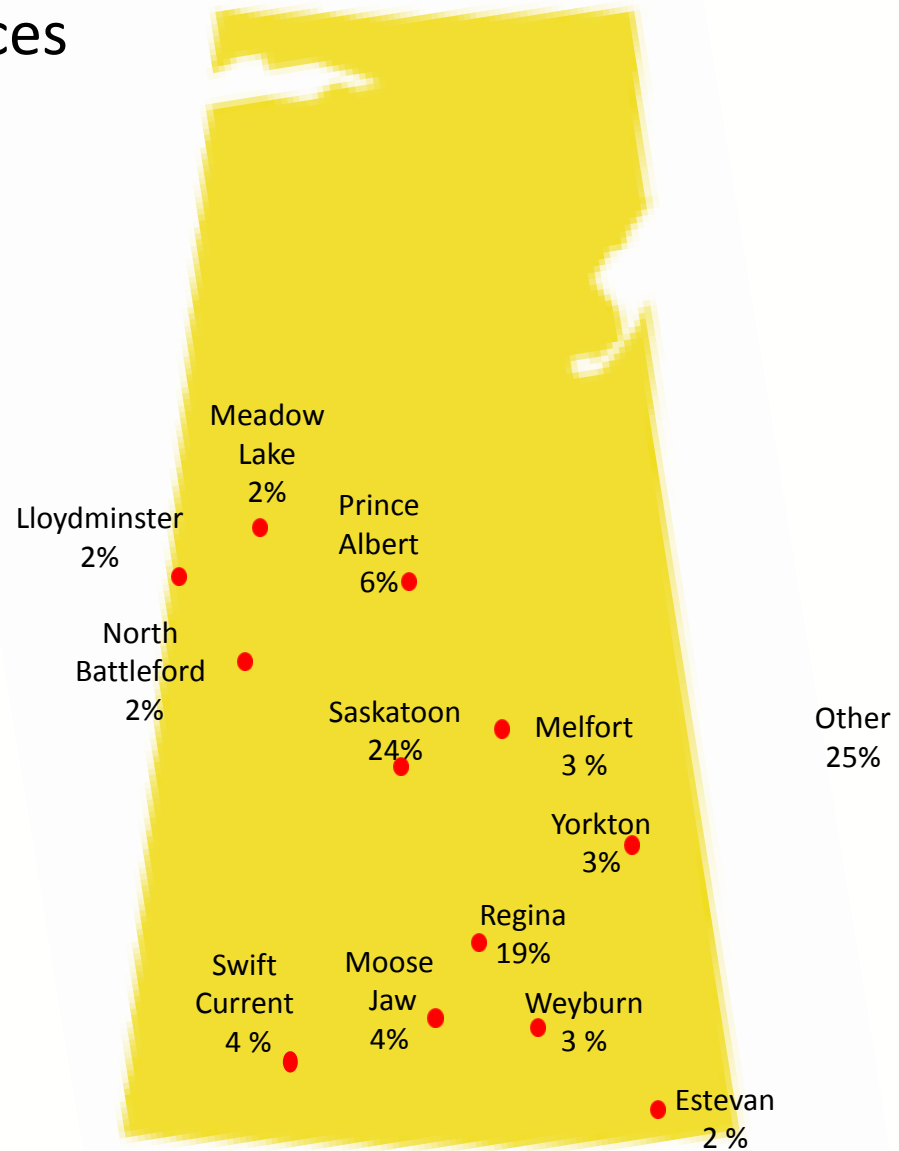 ces
Meadow
Lake
2%
Lloydminster
2%
Prince
Albert
6%
North
Battleford
2%
Saskatoon
24%
Melfort
3 %
Other
25%
Yorkton
3%
Regina
19%
Swift
Current
4 %
Moose
Jaw
4%
Weyburn
3 %
Estevan
2 %